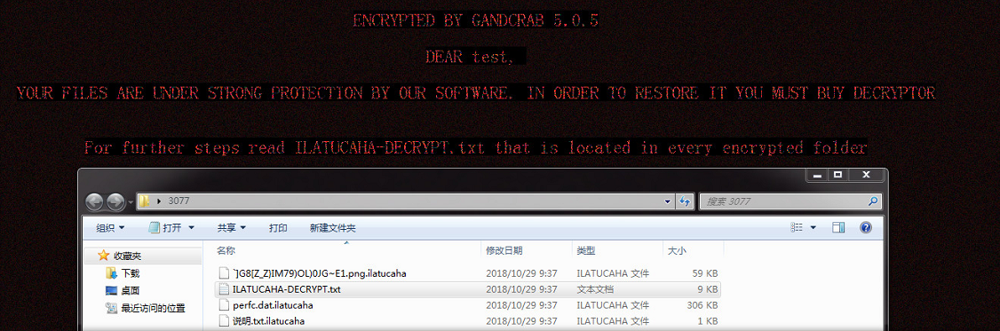 ENCRYPTED BY GANDCRAB 5.0.5
DEAR test,
YOUR FILES ARE UNDER STRONG PROTECTION BY OUR SOFTWARE. IN ORDER TO RESTORE IT YOU MUST BUY DECRYPTOR
For further steps read ILATUCAHA-DECRYPT.txt that is located in every encrypted folder
3077 搜索 3077
组织 打开 共享 打印 新建文件夹
收藏夹 名称 修改日期 类型 大小
下载 `]G8[Z_Z)IM79)OL)0JG~E1.png.ilatucaha 2018/10/29 9:37 ILATUCAHA 文件 59 KB
桌面 ILATUCAHA-DECRYPT.txt 2018/10/29 9:37 文本文档 9 KB
最近访问的位置 perfc.dat.ilatucaha 2018/10/29 9:37 ILATUCAHA 文件 306 KB
说明.txt.ilatucaha 2018/10/29 9:37 ILATUCAHA 文件 1 KB